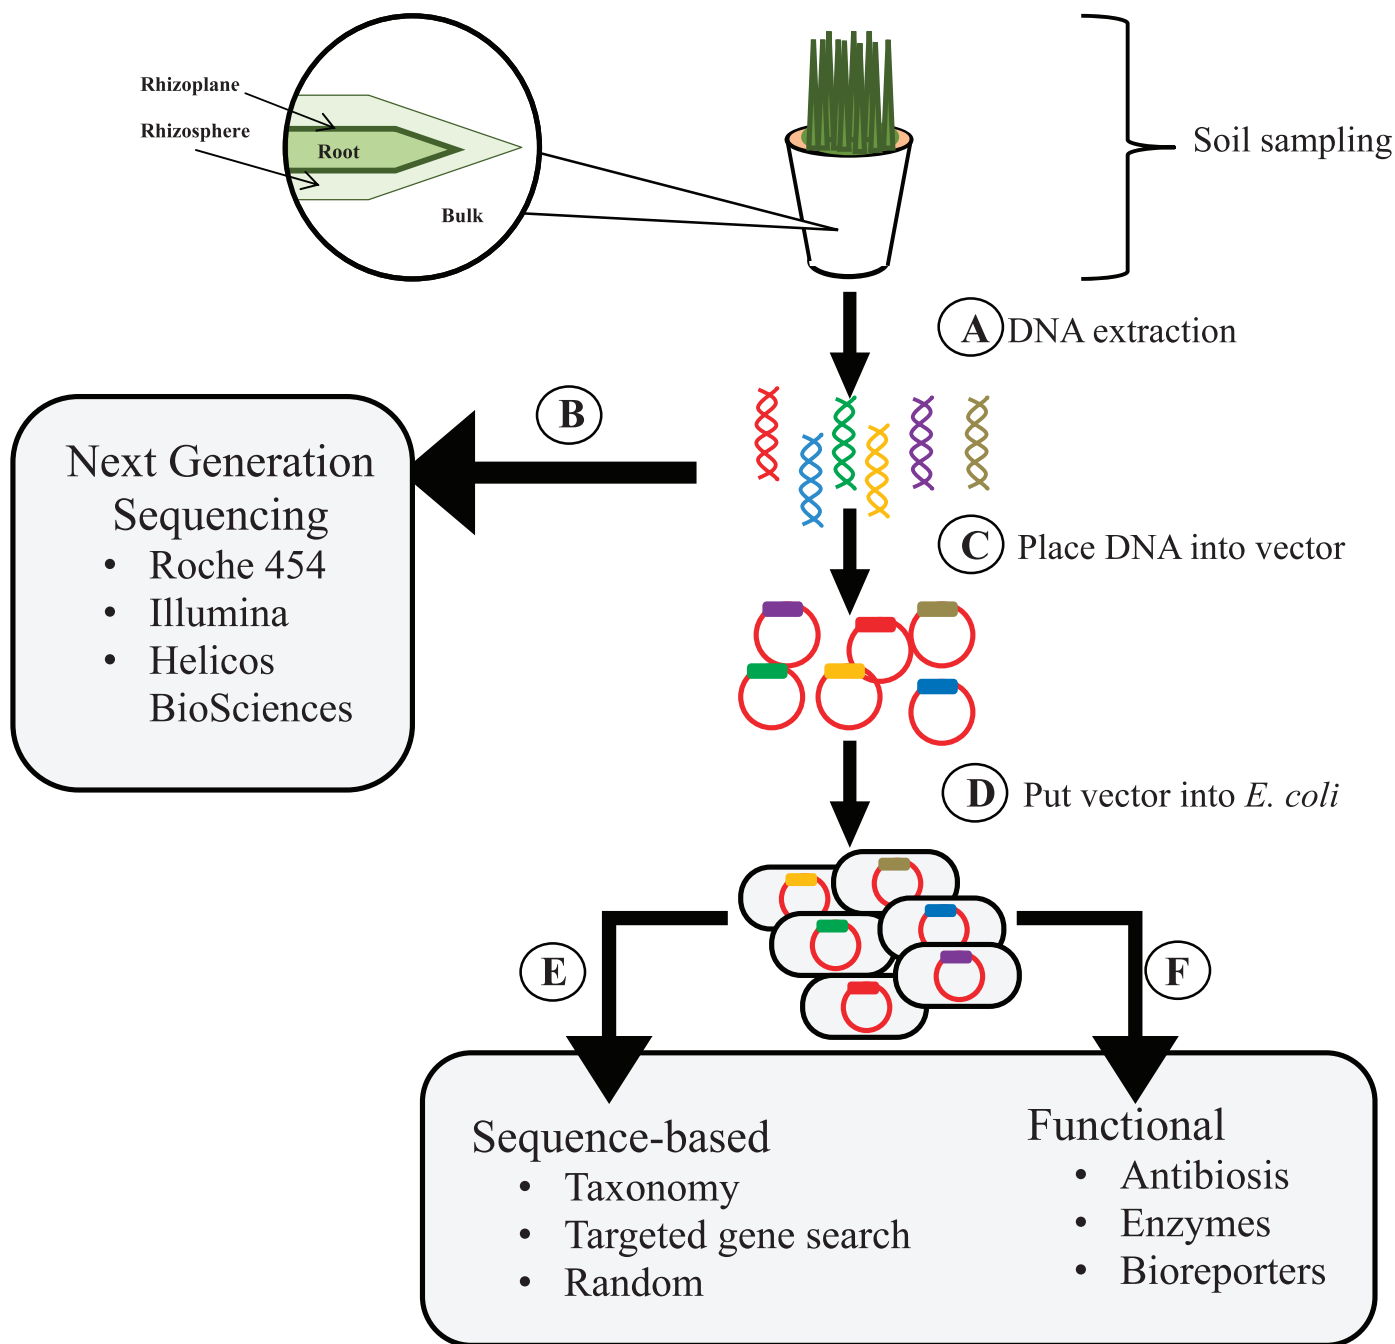 Rhizoplane
Rhizosphere
Root
Bulk
Soil sampling
A DNA extraction
B
Next Generation
Sequencing
• Roche 454
• Illumina
• Helicos
BioSciences
C Place DNA into vector
D Put vector into E. coli
E
F
Sequence-based
• Taxonomy
• Targeted gene search
• Random
Functional
• Antibiosis
• Enzymes
• Bioreporters